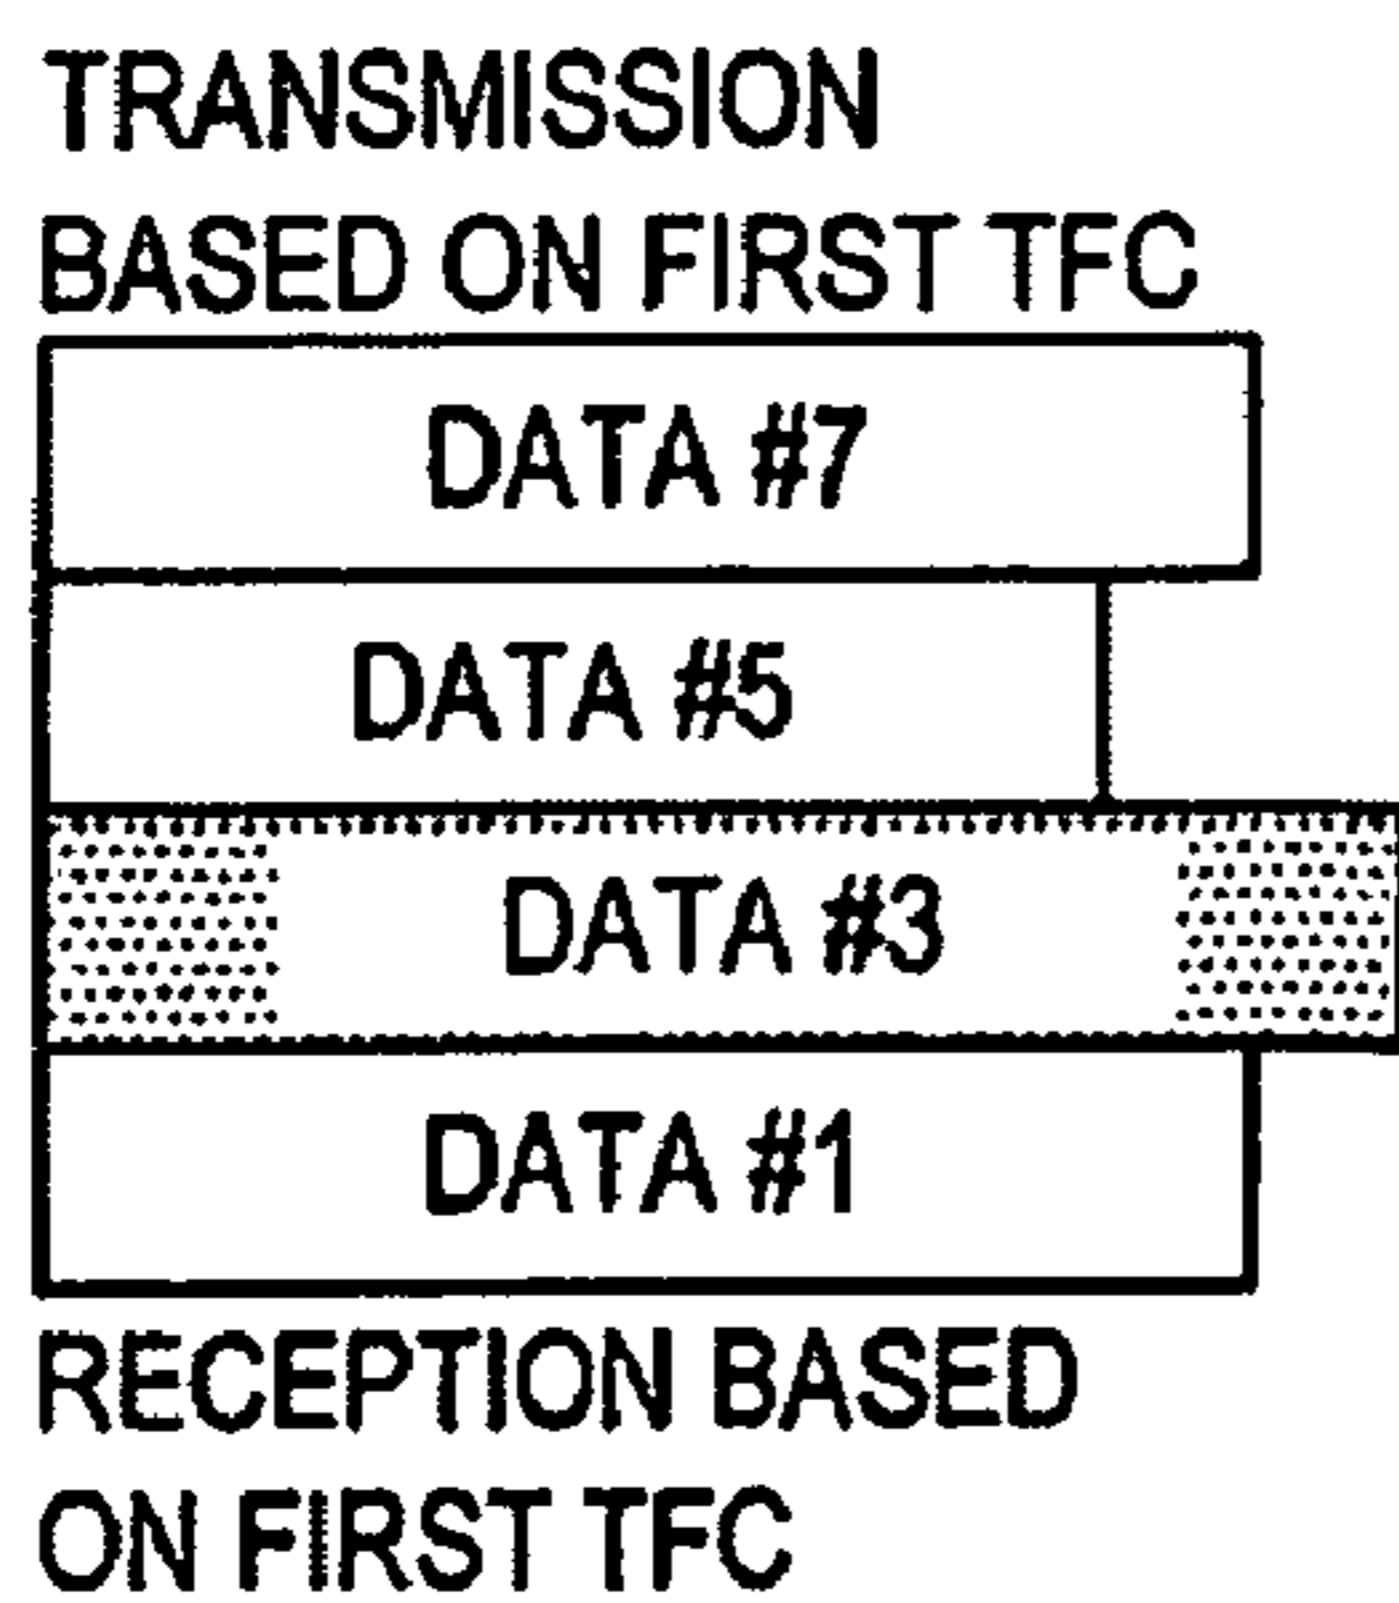 TRANSMISSION
BASED ON FIRST TFC
DATA #7
DATA #5
DATA #3
DATA #1
RECEPTION BASED
ON FIRST TFC